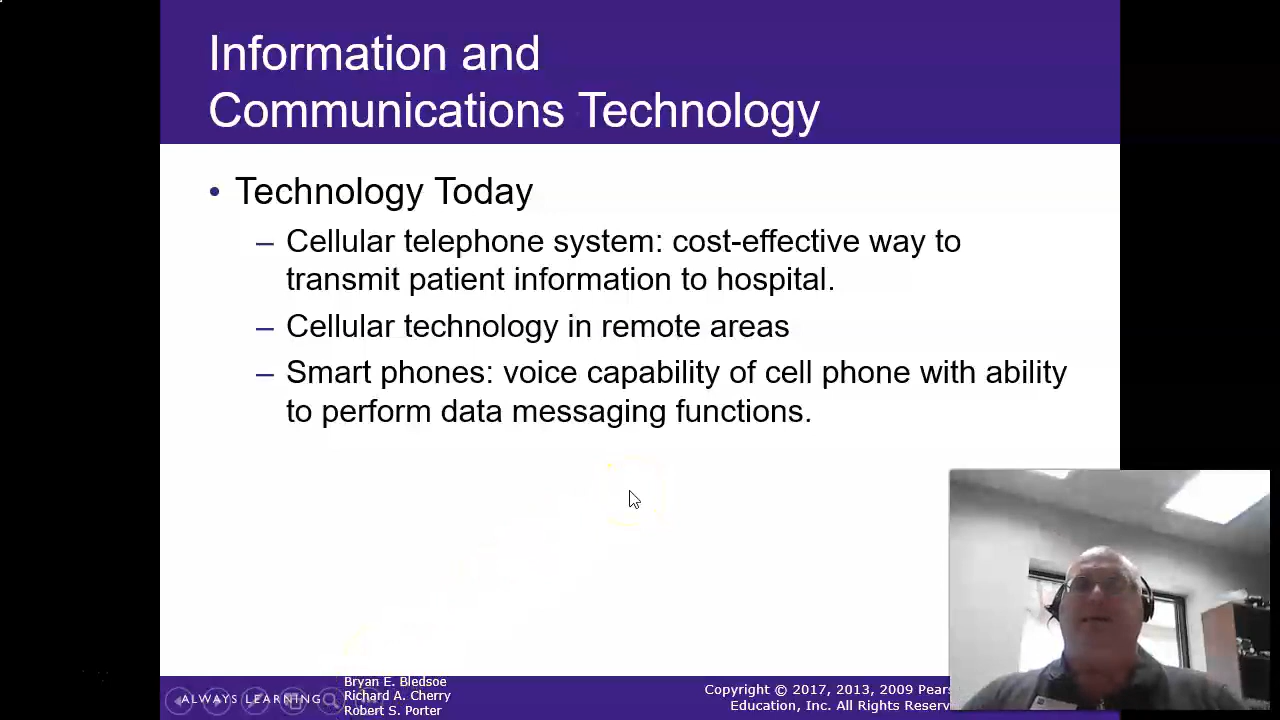 Information and
Communications Technology
• Technology Today
– Cellular telephone system: cost-effective way to
transmit patient information to hospital.
– Cellular technology in remote areas
– Smart phones: voice capability of cell phone with ability
to perform data messaging functions.
ALWAYS LEARNING
Bryan E. Bledsoe
Richard A. Cherry
Robert S. Porter
Copyright © 2017, 2013, 2009 Pears
Education, Inc. All Rights Reserv